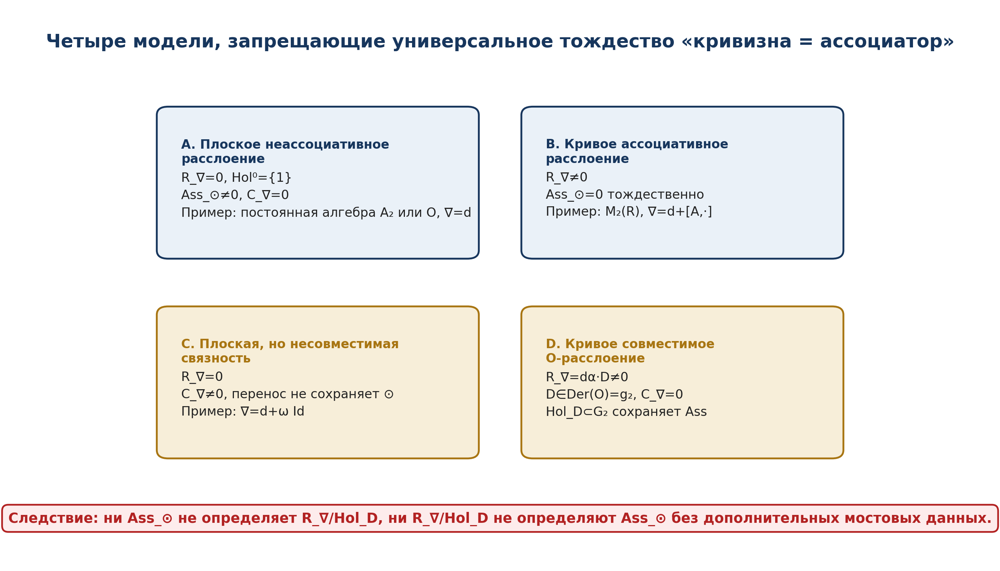 Четыре модели, запрещающие универсальное тождество «кривизна = ассоциатор»
A. Плоское неассоциативное
расслоение
R_∇=0, Hol⁰={1}
Ass_⊙≠0, C_∇=0
Пример: постоянная алгебра A₂ или O, ∇=d
B. Кривое ассоциативное
расслоение
R_∇≠0
Ass_⊙=0 тождественно
Пример: M₂(R), ∇=d+[A,·]
C. Плоская, но несовместимая
связность
R_∇=0
C_∇≠0, перенос не сохраняет ⊙
Пример: ∇=d+ω Id
D. Кривое совместимое
O-расслоение
R_∇=dα·D≠0
D∈Der(O)=g₂, C_∇=0
Hol_D⊂G₂ сохраняет Ass
Следствие: ни Ass_⊙ не определяет R_∇/Hol_D, ни R_∇/Hol_D не определяют Ass_⊙ без дополнительных мостовых данных.